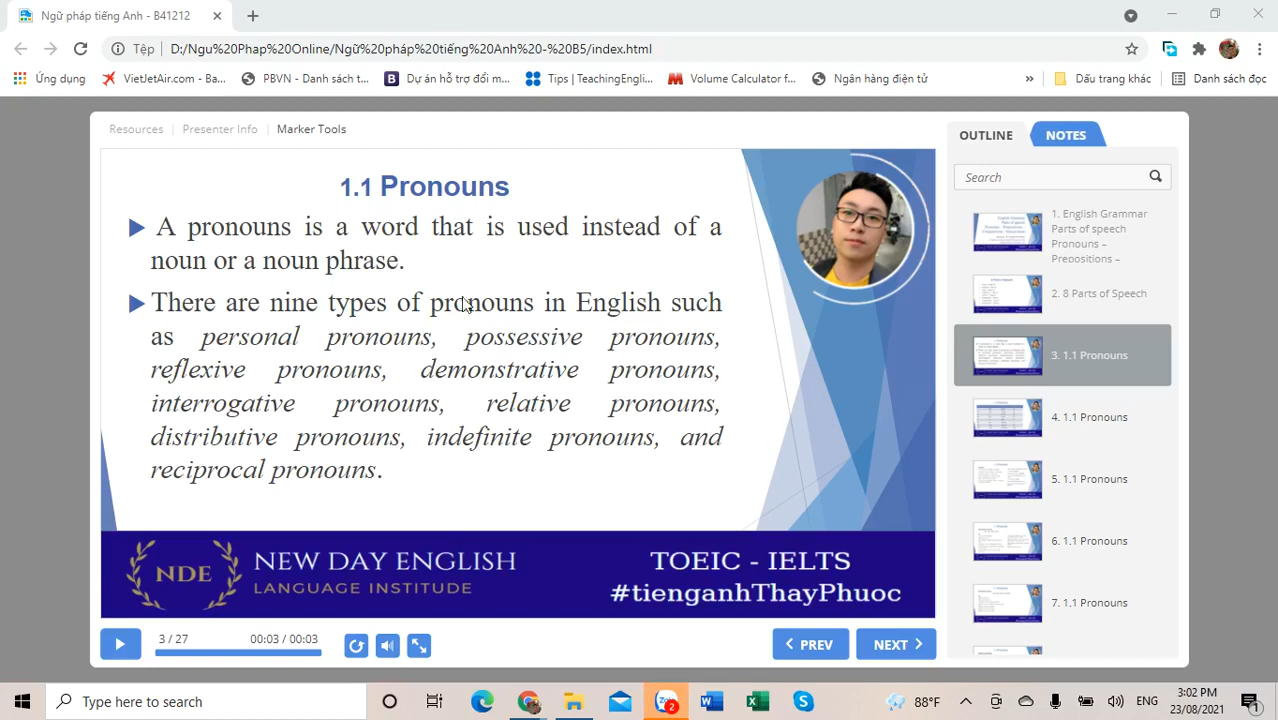 Ngữ pháp tiếng Anh - B41212
Tệp
D:/Ngu%20Phap%20Online/Ngữ%20pháp%20tiếng%20Anh%20-%20B5/index.html
Ứng dụng
VietJetAir.com - Ba...
PBVN - Danh sách t...
Dự án hỗ trợ đổi m...
Tips | TeachingEngli...
Volume Calculator f...
Ngân hàng điện tử
»
Dấu trang khác
Danh sách đọc
Resources | Presenter Info | Marker Tools
1.1 Pronouns
A pronouns is a word that is used instead of a
noun or a noun phrase.
There are nine types of pronouns in English such
as personal pronouns, possessive pronouns,
reflexive pronouns, demonstrative pronouns,
interrogative pronouns, relative pronouns,
distributive pronouns, indefinite pronouns, and
reciprocal pronouns.
NDE
NEW DAY ENGLISH
LANGUAGE INSTITUTE
TOEIC - IELTS
#tienganhThayPhuoc
3 / 27
00:03 / 00:03
PREV
NEXT
OUTLINE
NOTES
Search
1. English Grammar
Parts of Speech
Pronouns –
Prepositions –
2. 8 Parts of Speech
3. 1.1 Pronouns
4. 1.1 Pronouns
5. 1.1 Pronouns
6. 1.1 Pronouns
7. 1.1 Pronouns
Type here to search
2
88°F
ENG
3:02 PM
23/08/2021
1